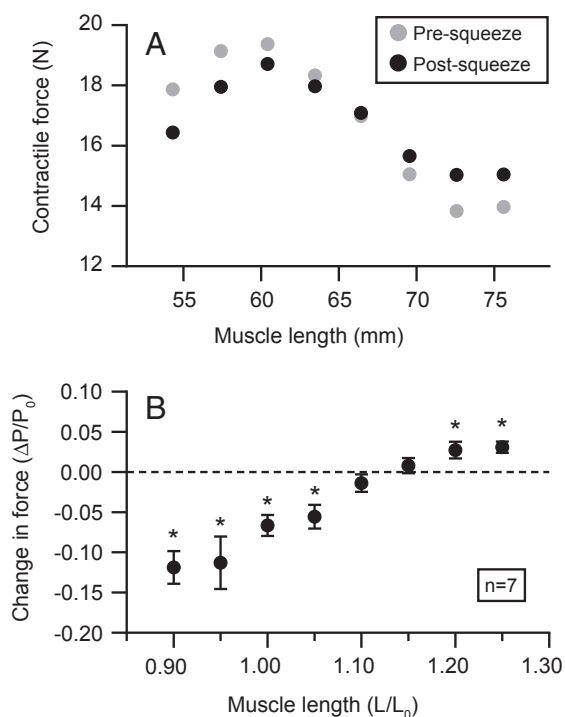 A
Pre-squeeze
Post-squeeze
Contractile force (N)
20
18
16
14
12
55 60 65 70 75
Muscle length (mm)
B
Change in force (ΔP/P₀)
0.10
0.05
0.00
-0.05
-0.10
-0.15
-0.20
* * * * * *
n=7
0.90 1.00 1.10 1.20 1.30
Muscle length (L/L₀)